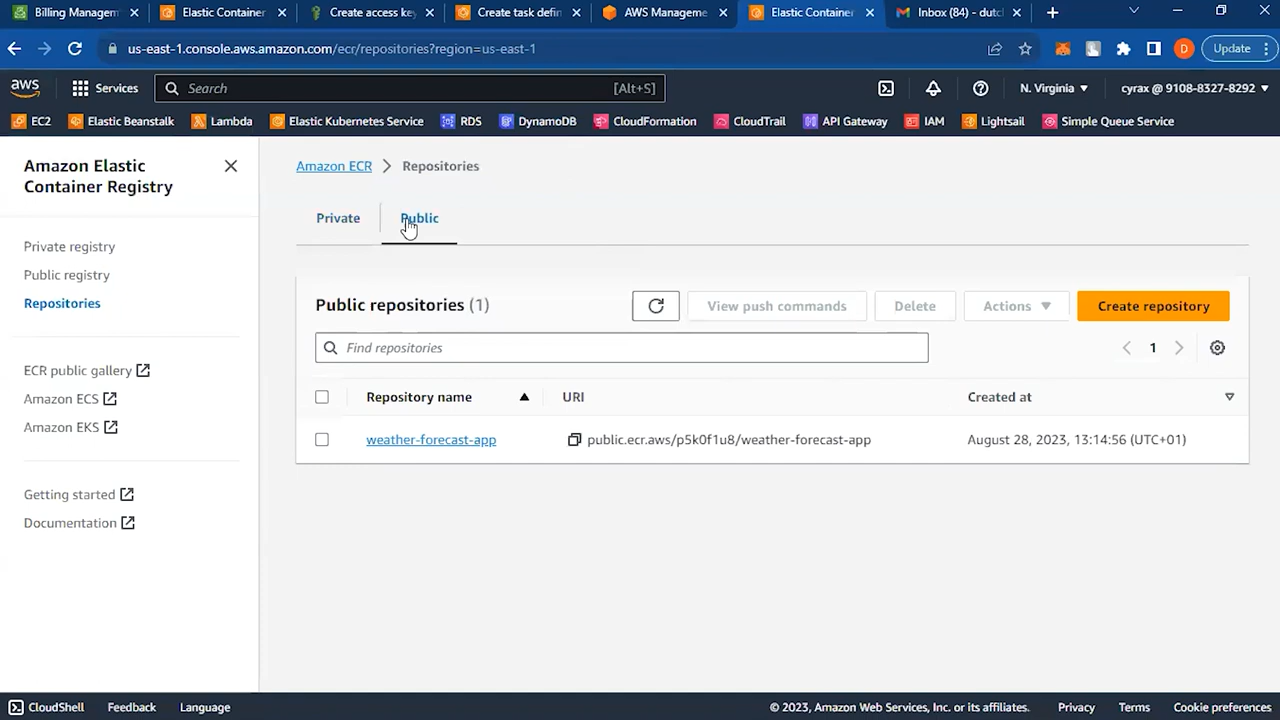 Billing Managem
Elastic Container
Create access key
Create task defin
AWS Manageme
Elastic Container
Inbox (84) - dutch
us-east-1.console.aws.amazon.com/ecr/repositories?region=us-east-1
D
Update
aws
Services
Search
[Alt+S]
N. Virginia
cyrax @ 9108-8327-8292
EC2
Elastic Beanstalk
Lambda
Elastic Kubernetes Service
RDS
DynamoDB
CloudFormation
CloudTrail
API Gateway
IAM
Lightsail
Simple Queue Service
Amazon Elastic
Container Registry
Private registry
Public registry
Repositories
ECR public gallery
Amazon ECS
Amazon EKS
Getting started
Documentation
Amazon ECR
Repositories
Private
Public
Public repositories (1)
View push commands
Delete
Actions
Create repository
Find repositories
1
Repository name
URI
Created at
weather-forecast-app
public.ecr.aws/p5k0f1u8/weather-forecast-app
August 28, 2023, 13:14:56 (UTC+01)
CloudShell
Feedback
Language
© 2023, Amazon Web Services, Inc. or its affiliates.
Privacy
Terms
Cookie preferences